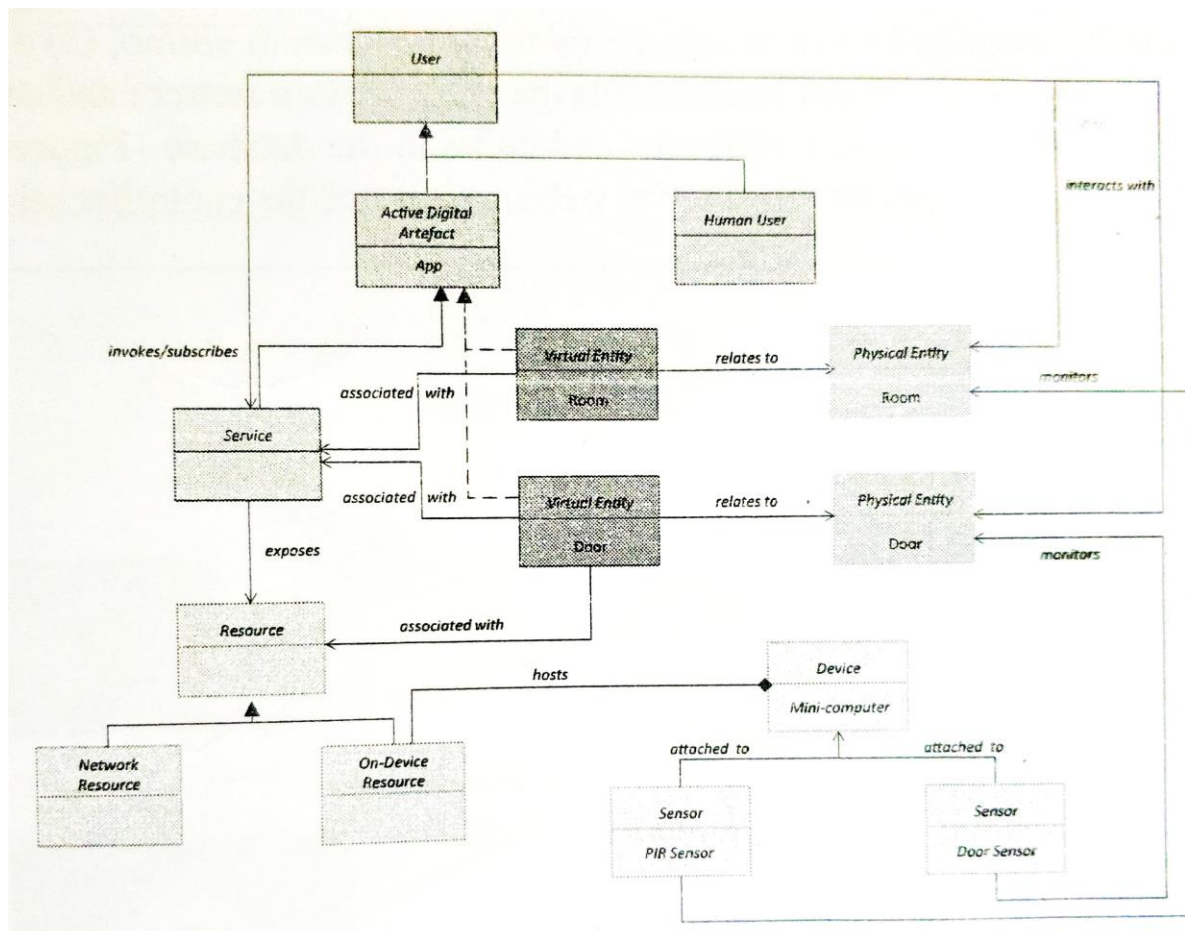 User
interacts with
Active Digital
Artefact
App
Human User
invokes/subscribes
associated with
Virtual Entity
Room
relates to
Physical Entity
Room
monitors
Service
associated with
Virtual Entity
Door
relates to
Physical Entity
Door
monitors
exposes
Resource
associated with
hosts
Device
Mini-computer
attached to
attached to
Network
Resource
On-Device
Resource
Sensor
PIR Sensor
Sensor
Door Sensor